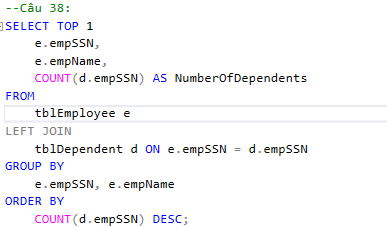 --Câu 38:
SELECT TOP 1
e.empSSN,
e.empName,
COUNT(d.empSSN) AS NumberOfDependents
FROM
tblEmployee e
LEFT JOIN
tblDependent d ON e.empSSN = d.empSSN
GROUP BY
e.empSSN, e.empName
ORDER BY
COUNT(d.empSSN) DESC;